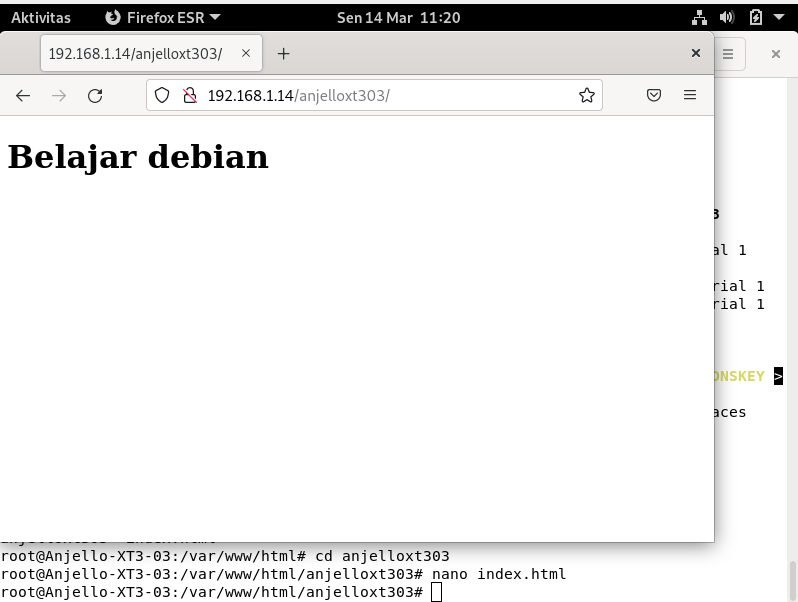 Aktivitas Firefox ESR Sen 14 Mar 11:20
192.168.1.14/anjelloxt303/
192.168.1.14/anjelloxt303/
Belajar debian
3
al 1
rial 1
rial 1
ONSKEY >
aces
root@Anjello-XT3-03:/var/www/html# cd anjelloxt303
root@Anjello-XT3-03:/var/www/html/anjelloxt303# nano index.html
root@Anjello-XT3-03:/var/www/html/anjelloxt303#